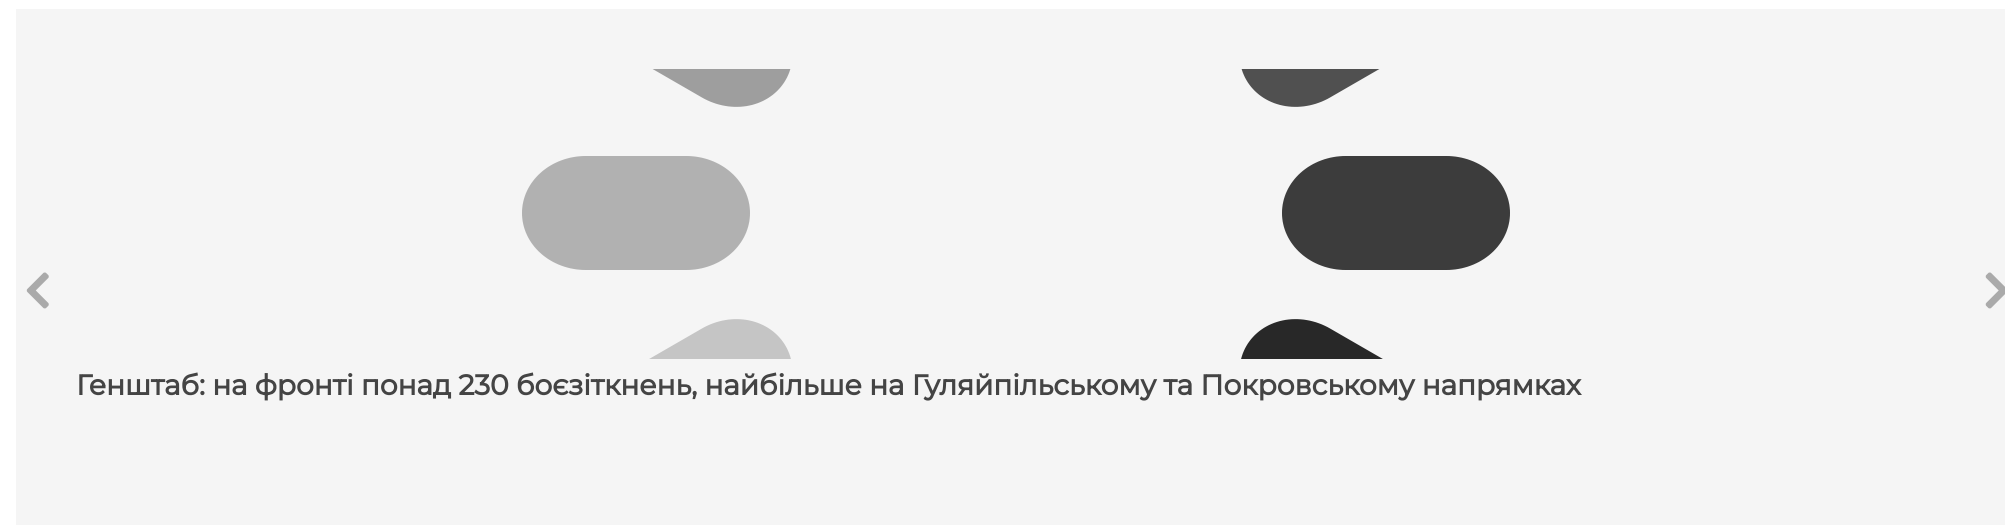 Генштаб: на фронті понад 230 боєзіткнень, найбільше на Гуляйпільському та Покровському напрямках